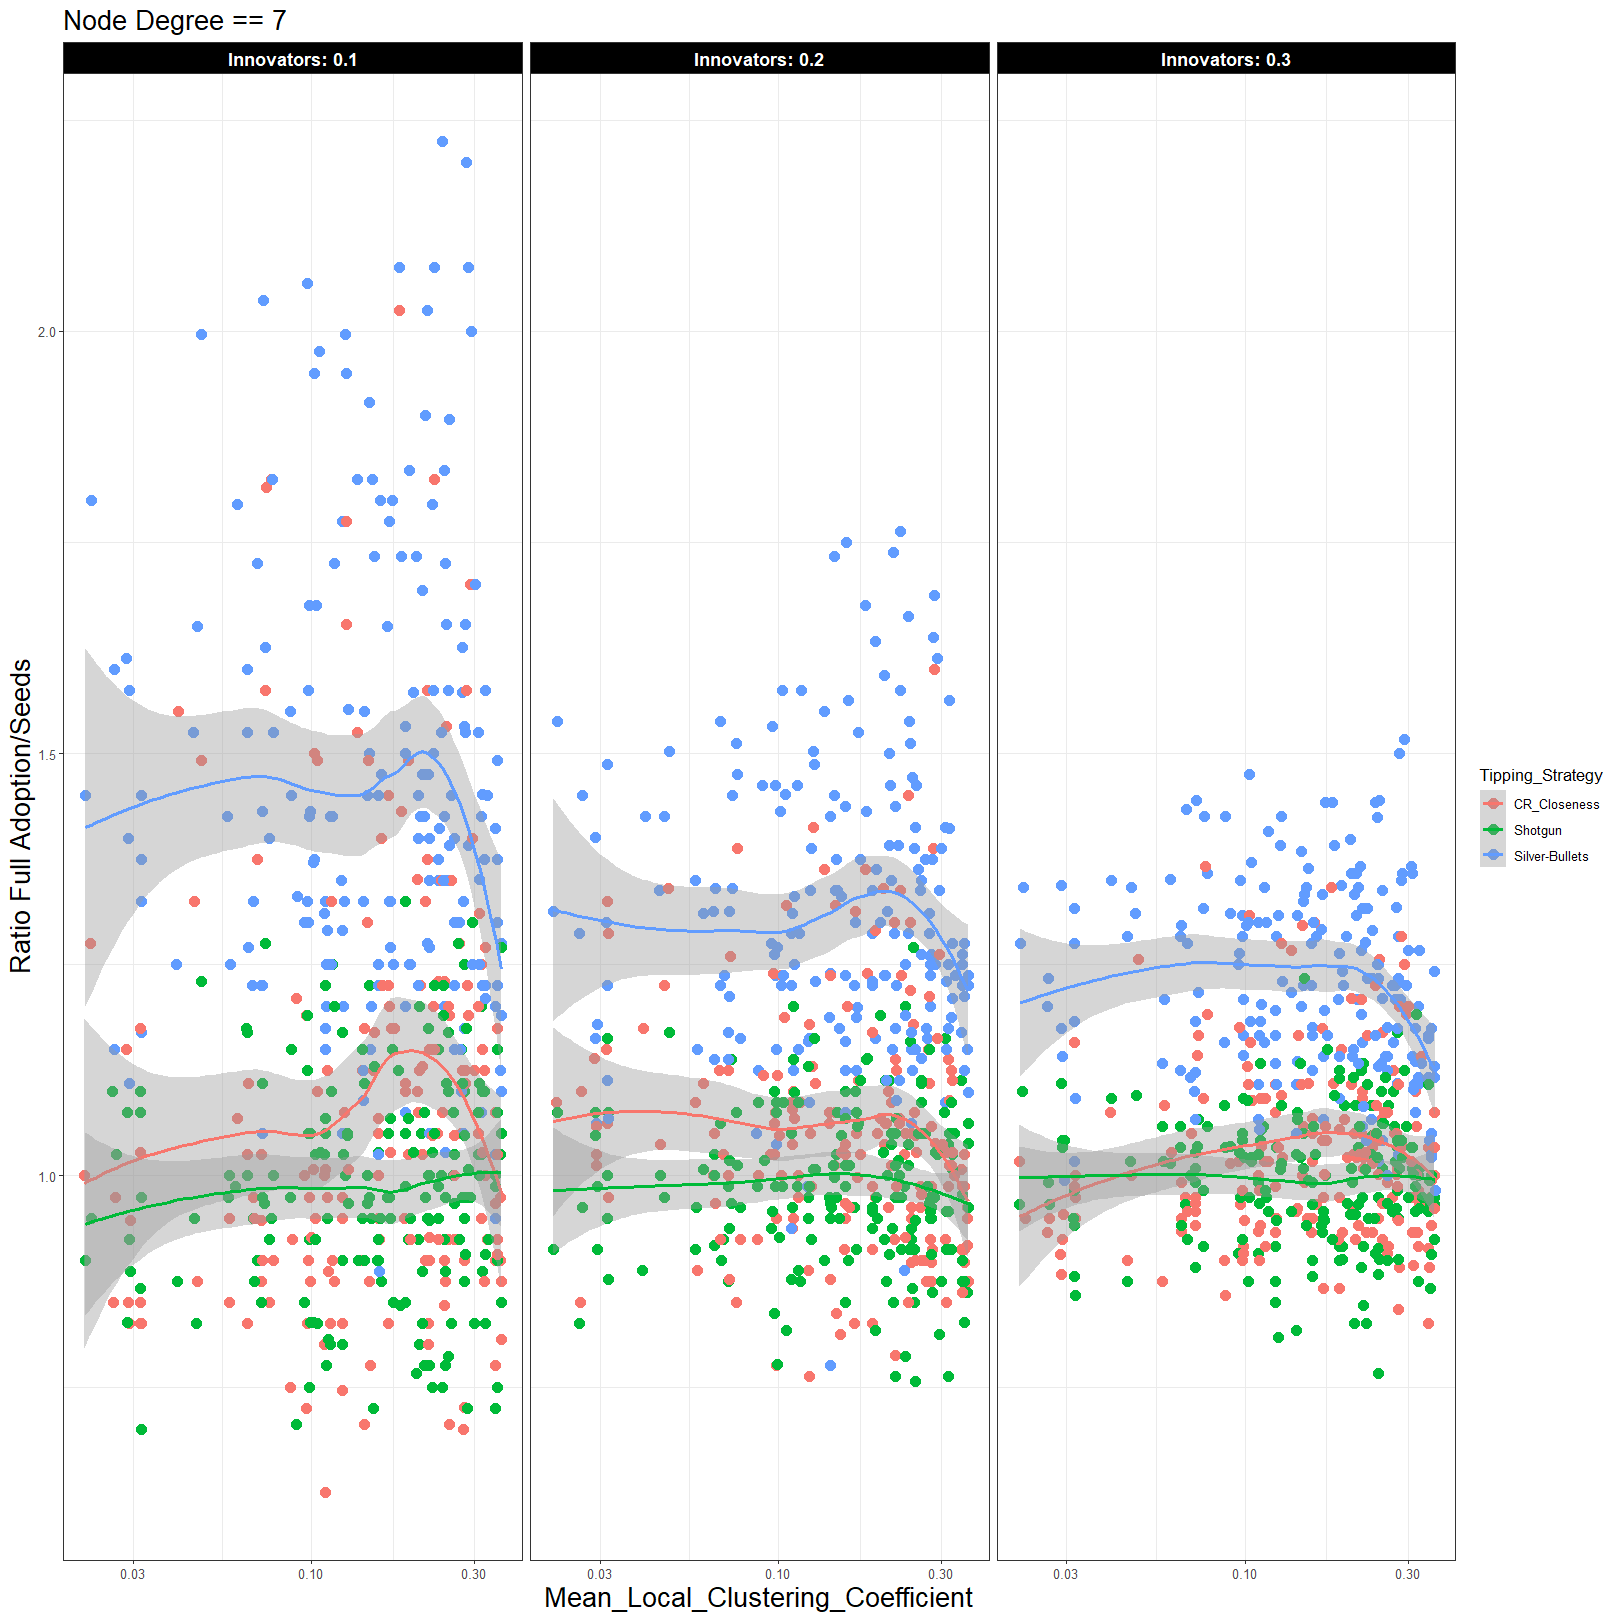 Node Degree == 7
Innovators: 0.1
Innovators: 0.2
Innovators: 0.3
Ratio Full Adoption/Seeds
2.0
1.5
1.0
0.03
0.10
0.30
0.03
0.10
0.30
0.03
0.10
0.30
Mean_Local_Clustering_Coefficient
Tipping_Strategy
CR_Closeness
Shotgun
Silver-Bullets